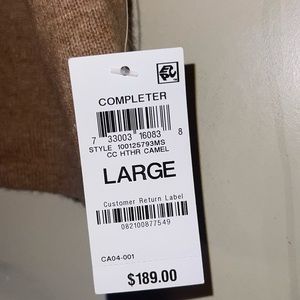 COMPLETER
7 33003 16083 8
STYLE 100125793MS
CC HTHR CAMEL
LARGE
Customer Return Label
082100877549
CA04-001
$189.00